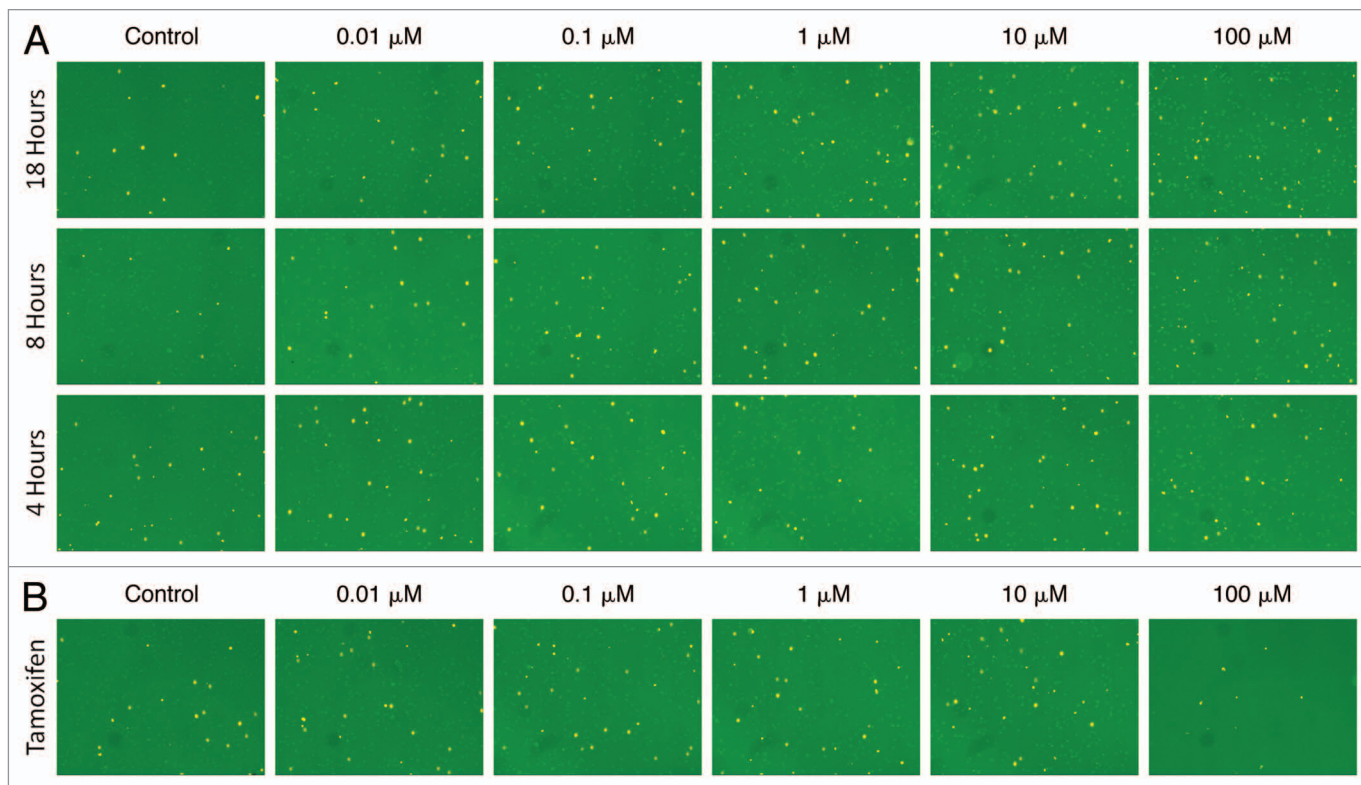 A
Control 0.01 μM 0.1 μM 1 μM 10 μM 100 μM
18 Hours
8 Hours
4 Hours
B
Control 0.01 μM 0.1 μM 1 μM 10 μM 100 μM
Tamoxifen